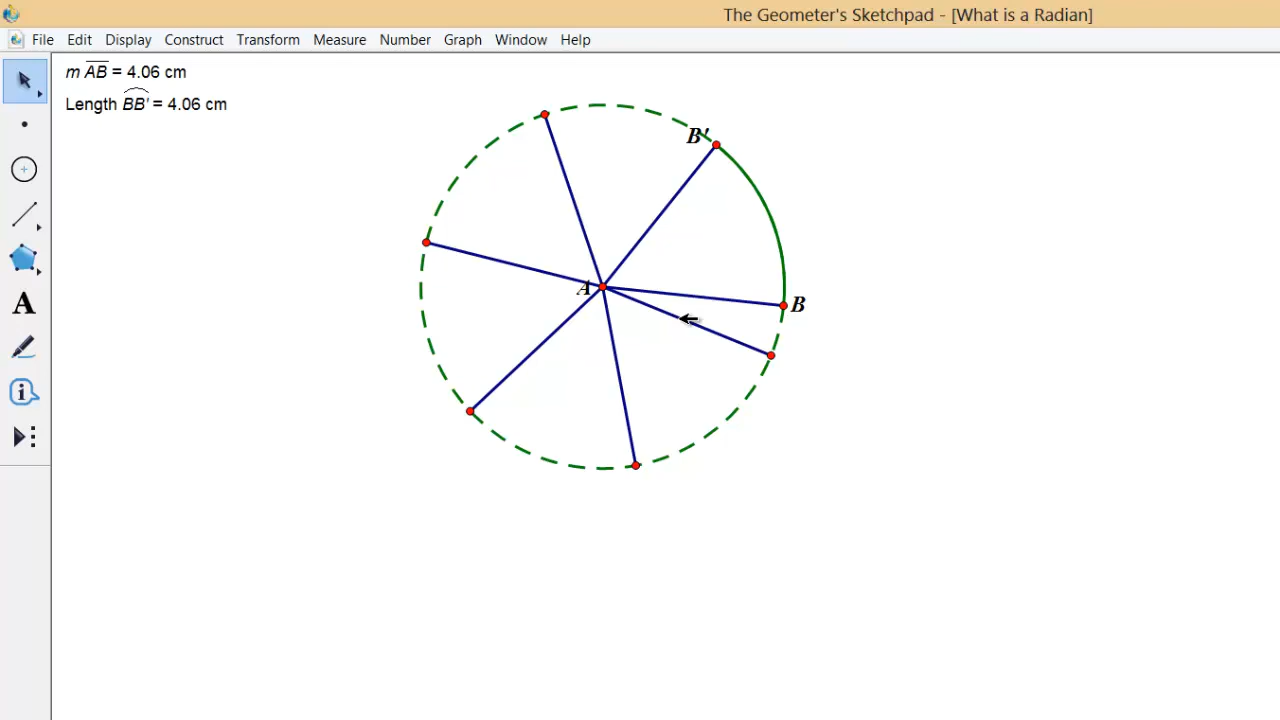 The Geometer's Sketchpad - [What is a Radian]
File Edit Display Construct Transform Measure Number Graph Window Help
m AB = 4.06 cm
Length BB' = 4.06 cm
B'
A
B
A